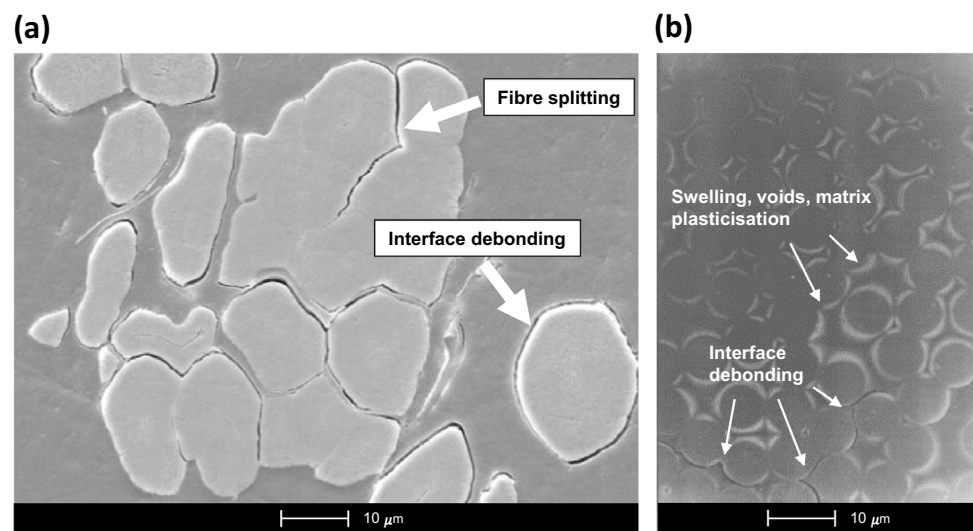 (a)
Fibre splitting
Interface debonding
10 μm
(b)
Swelling, voids, matrix
plasticisation
Interface
debonding
10 μm